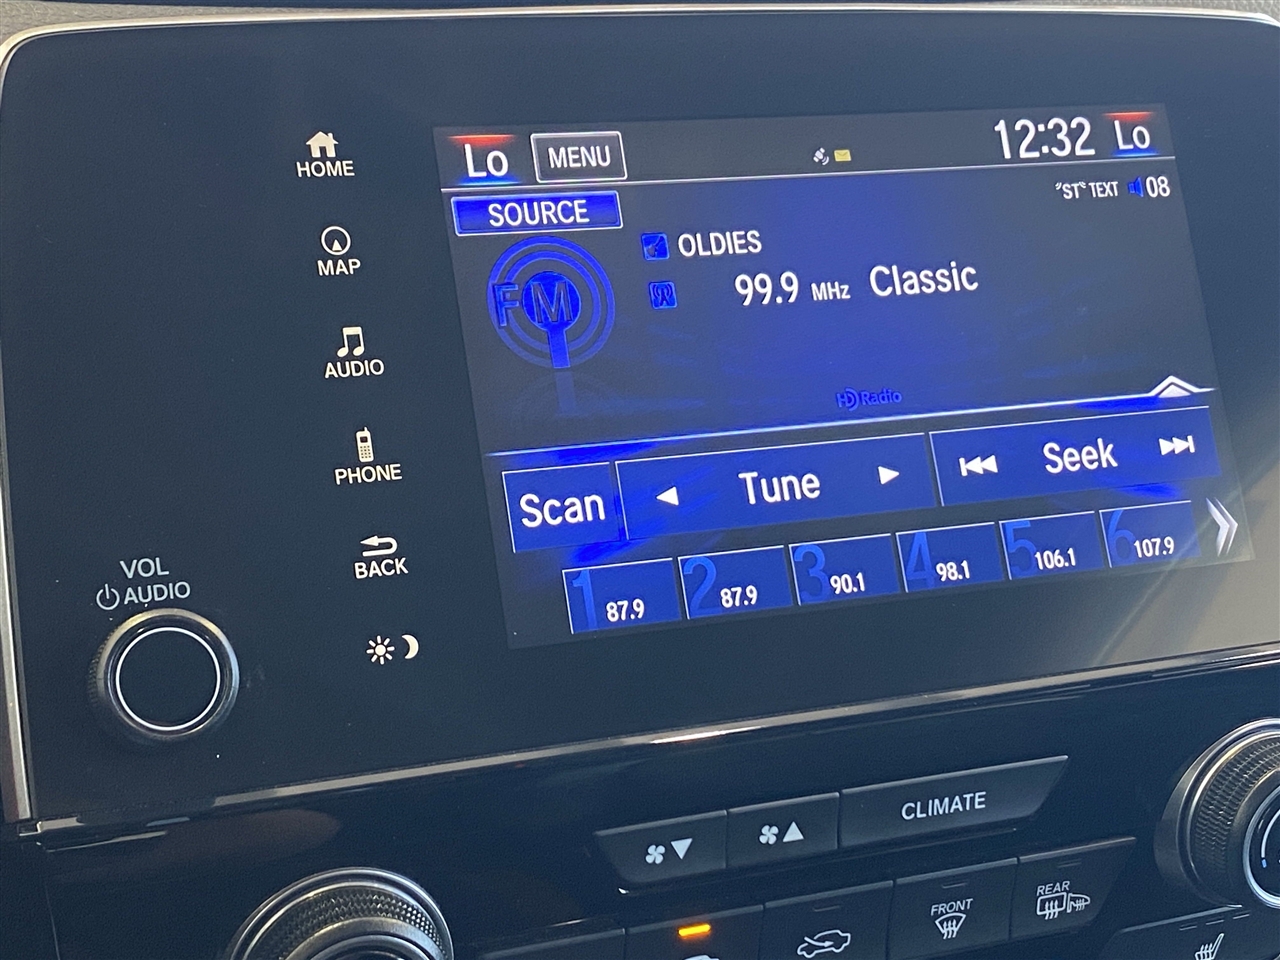 Lo MENU 12:32 Lo
"ST" TEXT 08
SOURCE
OLDIES
FM 99.9 MHz Classic
HD Radio
Scan Tune Seek
1 87.9 2 87.9 3 90.1 4 98.1 5 106.1 6 107.9
HOME
MAP
AUDIO
PHONE
BACK
VOL
AUDIO
CLIMATE
FRONT
REAR